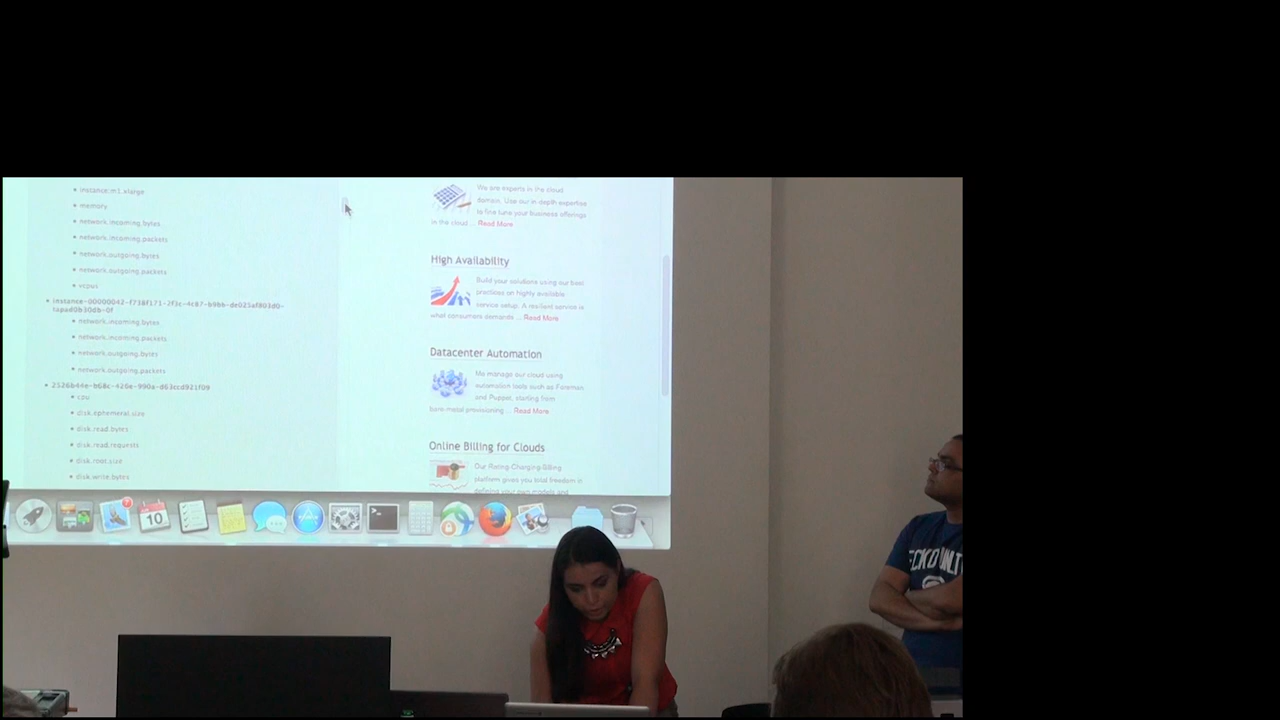 instance:m1.xlarge
memory
network.incoming.bytes
network.incoming.packets
network.outgoing.bytes
network.outgoing.packets
vcpus
network.incoming.bytes
network.incoming.packets
network.outgoing.bytes
network.outgoing.packets
cpu
disk.ephemeral.size
disk.read.bytes
disk.read.requests
disk.root.size
disk.write.bytes
We are experts in the cloud
domain. Use our in-depth expertise
to fine tune your business offerings
in the cloud ... Read More
High Availability
Build your solutions using our best
practices on highly available
service setup. A resilient service is
what consumers demands ... Read More
Datacenter Automation
We manage our cloud using
automation tools such as Foreman
and Puppet, starting from
bare-metal provisioning ... Read More
Online Billing for Clouds
Our Rating-Charging-Billing
platform gives you total freedom in
defining your own models and
10